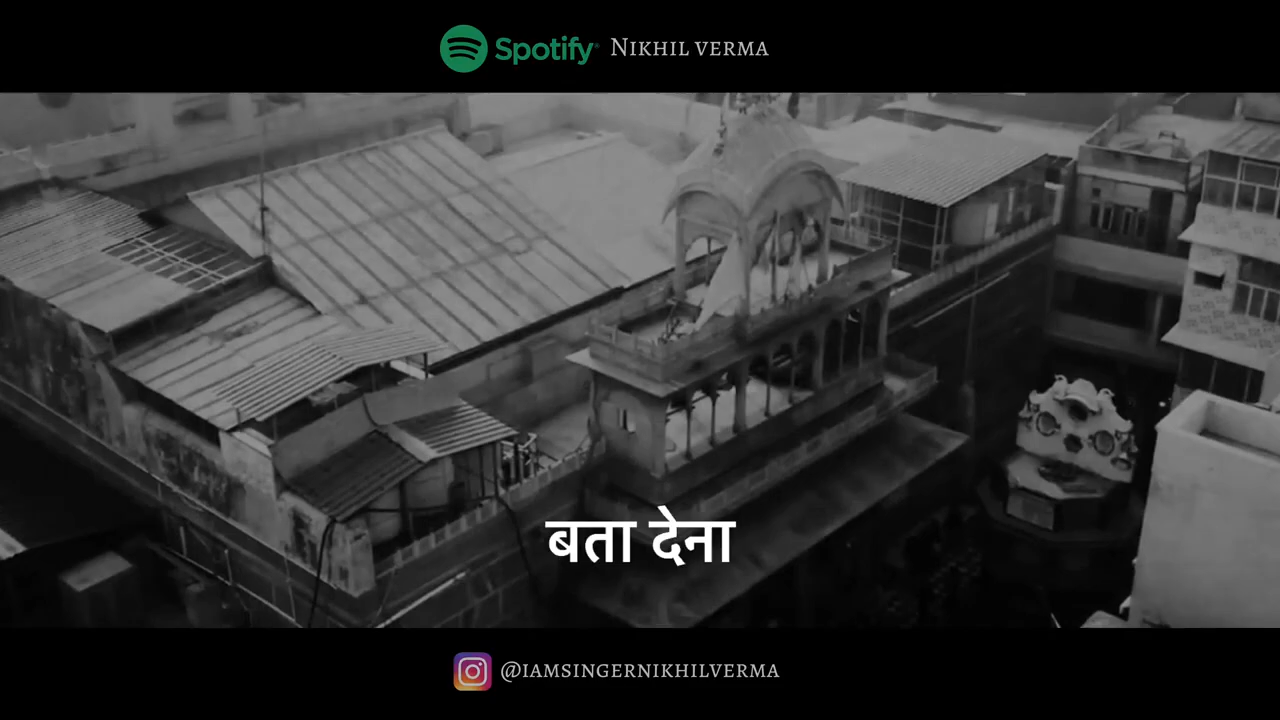 Spotify NIKHIL VERMA
बता देना
@IAMSINGERNIKHILVERMA